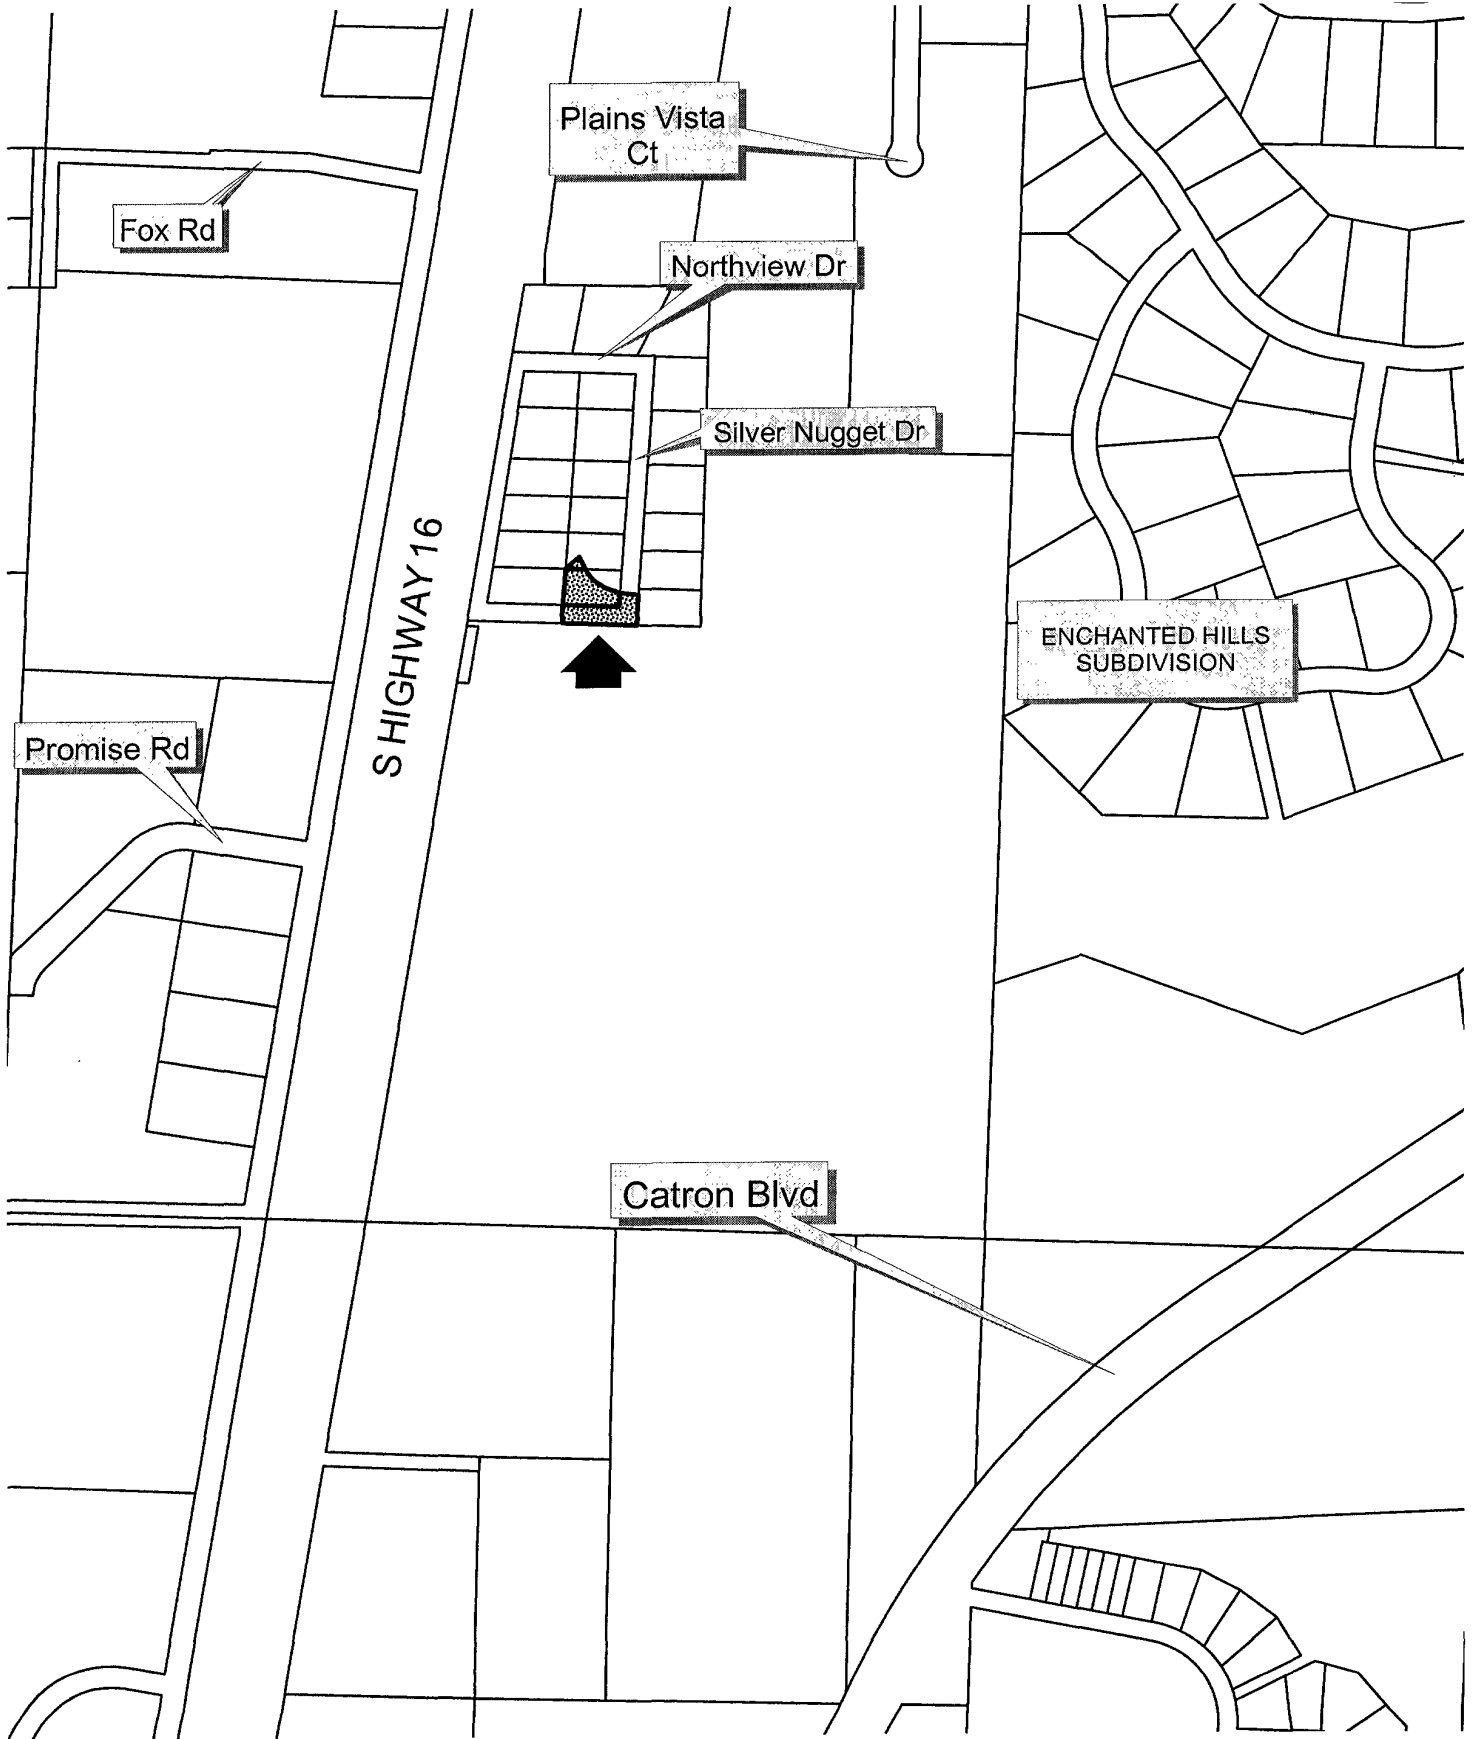 Plains Vista
Ct
Fox Rd
Northview Dr
Silver Nugget Dr
S HIGHWAY 16
ENCHANTED HILLS
SUBDIVISION
Promise Rd
Catron Blvd